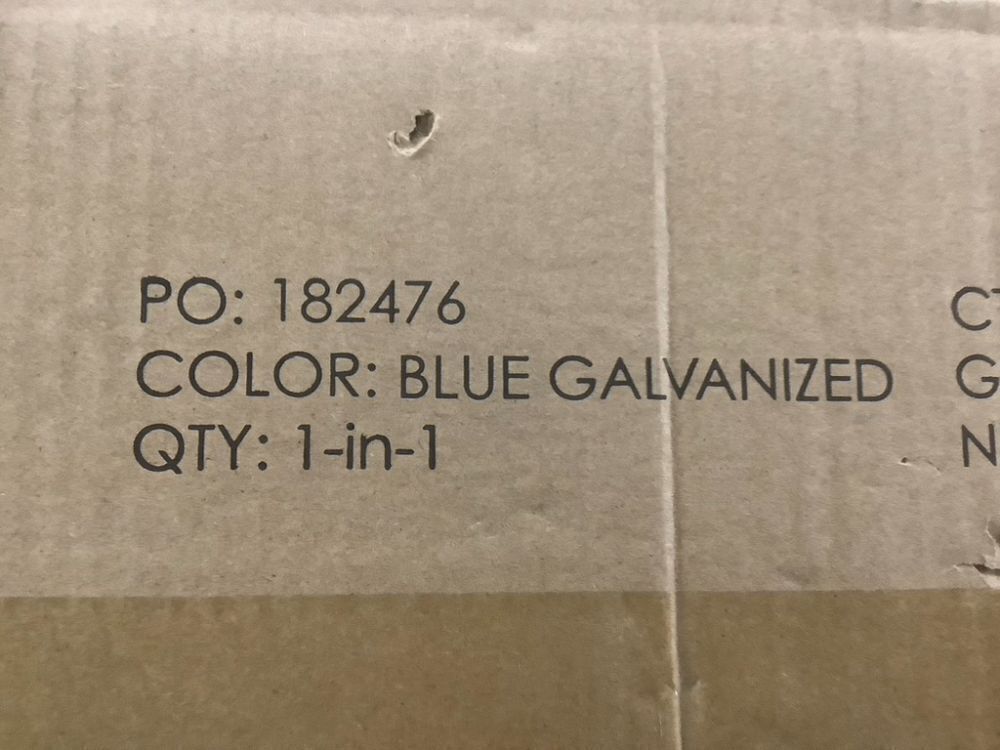 PO: 182476
COLOR: BLUE GALVANIZED
QTY: 1-in-1